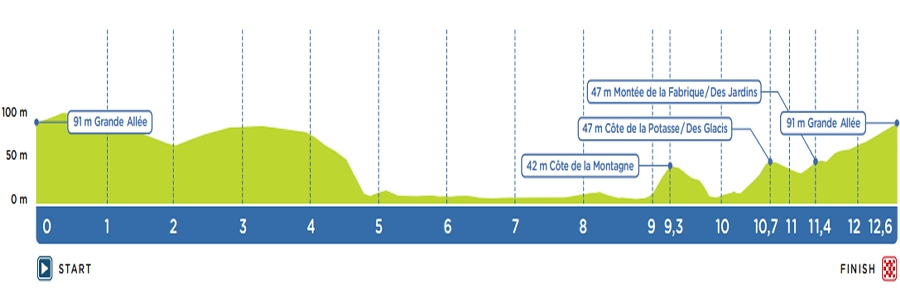 47 m Montée de la Fabrique/Des Jardins
100 m
91 m Grande Allée
47 m Côte de la Potasse/Des Glacis
91 m Grande Allée
50 m
42 m Côte de la Montagne
0 m
0 1 2 3 4 5 6 7 8 9 9,3 10 10,7 11 11,4 12 12,6
START
FINISH